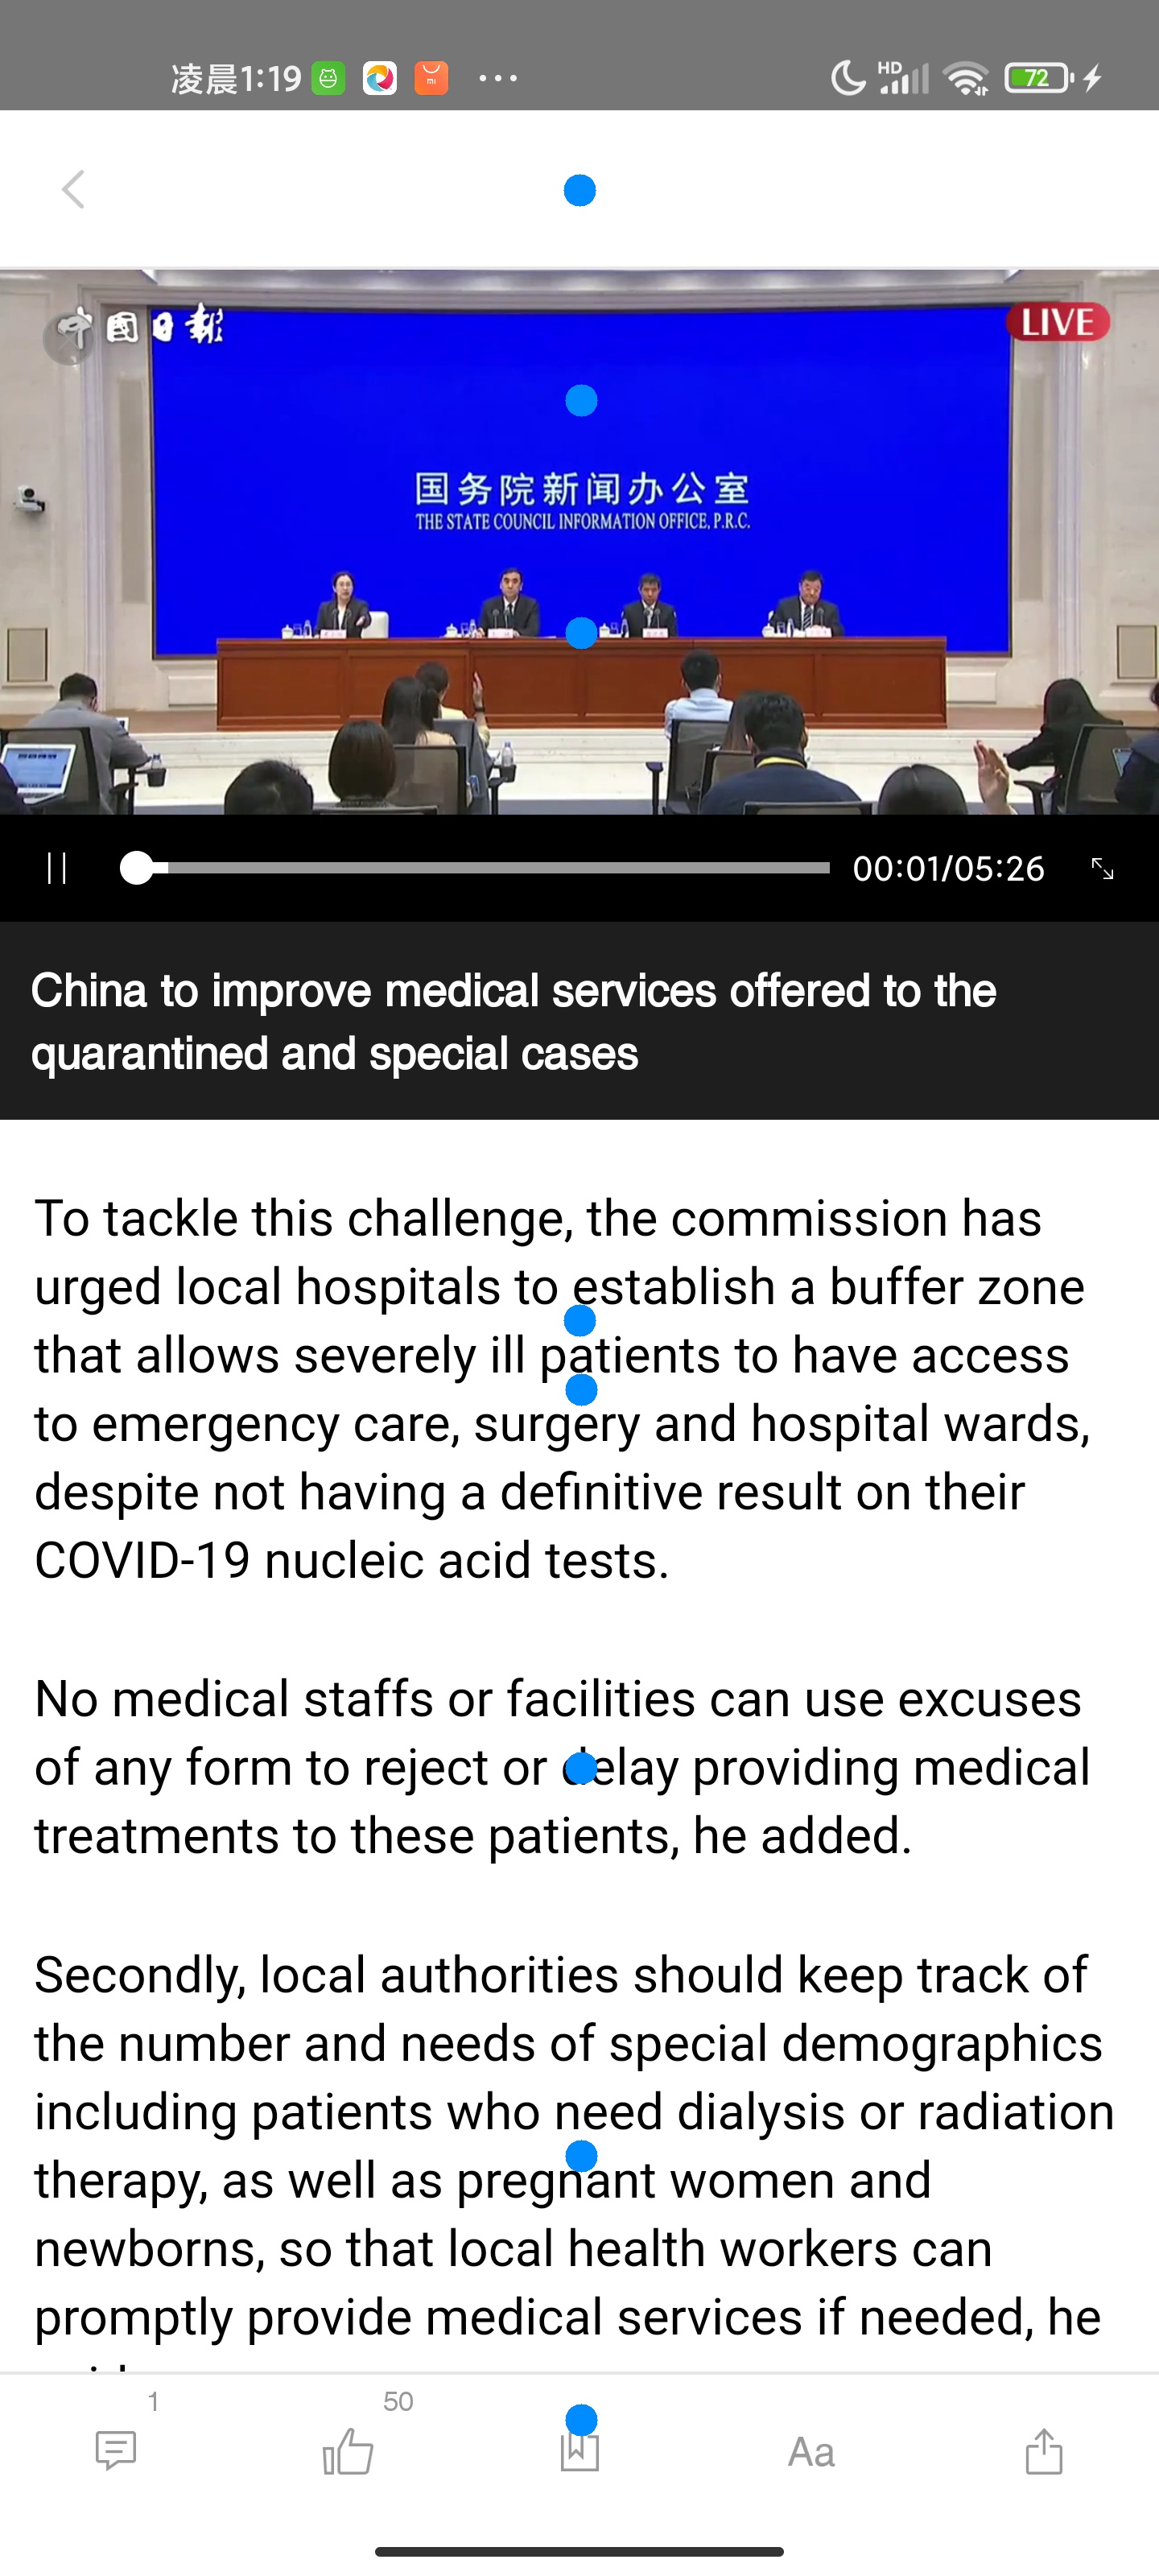 凌晨1:19
mi
HD
72
中國日報
LIVE
国务院新闻办公室
THE STATE COUNCIL INFORMATION OFFICE, P.R.C.
00:01/05:26
China to improve medical services offered to the
quarantined and special cases
To tackle this challenge, the commission has
urged local hospitals to establish a buffer zone
that allows severely ill patients to have access
to emergency care, surgery and hospital wards,
despite not having a definitive result on their
COVID-19 nucleic acid tests.
No medical staffs or facilities can use excuses
of any form to reject or delay providing medical
treatments to these patients, he added.
Secondly, local authorities should keep track of
the number and needs of special demographics
including patients who need dialysis or radiation
therapy, as well as pregnant women and
newborns, so that local health workers can
promptly provide medical services if needed, he
1
50
Aa